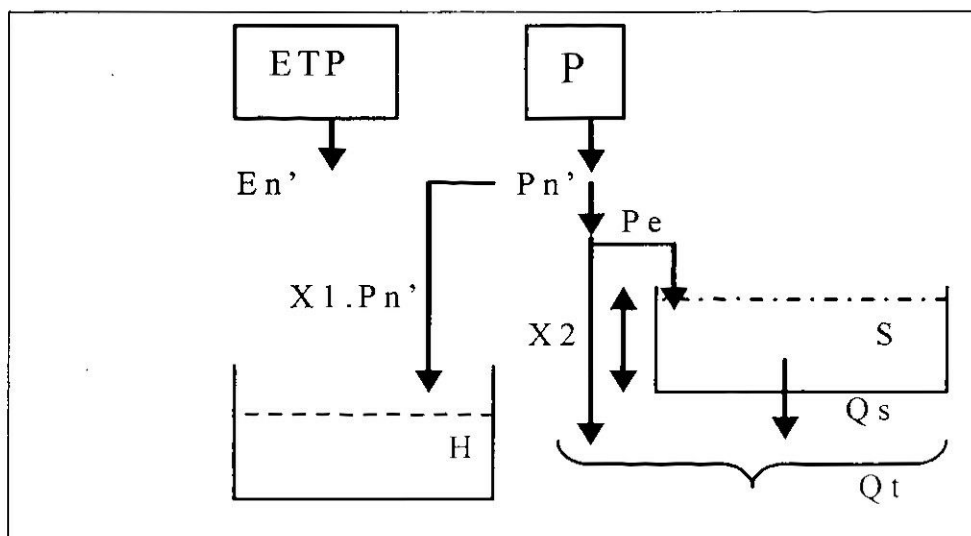 ETP P
En’ Pn’
Pe
X1.Pn’
X2 S
Qs
H
Qt